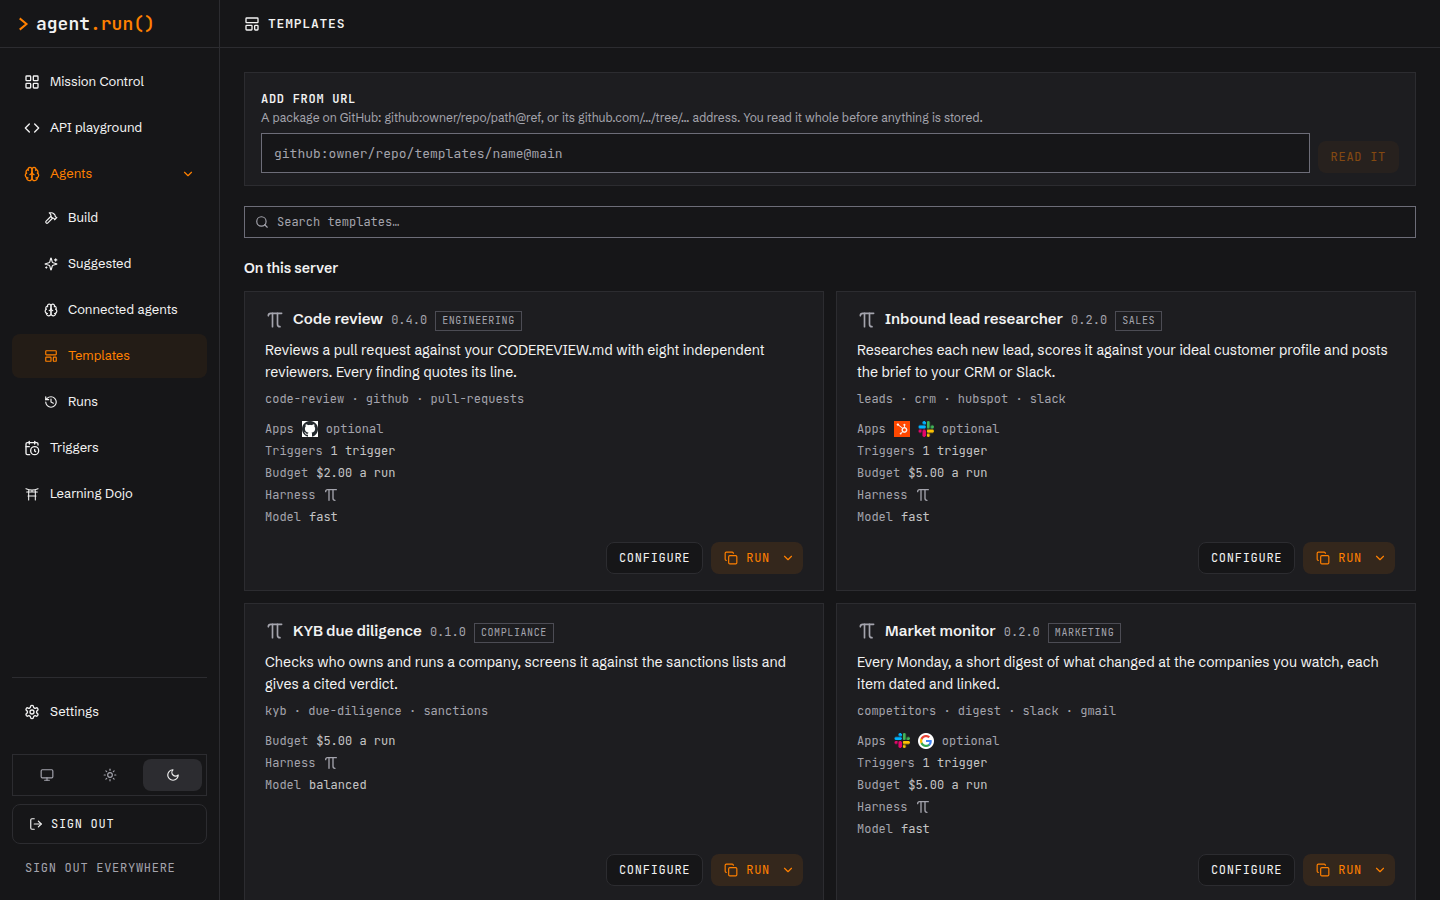 agent.run()
TEMPLATES
Mission Control
API playground
Agents
Build
Suggested
Connected agents
Templates
Runs
Triggers
Learning Dojo
Settings
SIGN OUT
SIGN OUT EVERYWHERE
ADD FROM URL
A package on GitHub: github:owner/repo/path@ref, or its github.com/…/tree/… address. You read it whole before anything is stored.
github:owner/repo/templates/name@main
READ IT
Search templates…
On this server
Code review 0.4.0 ENGINEERING
Reviews a pull request against your CODEREVIEW.md with eight independent
reviewers. Every finding quotes its line.
code-review · github · pull-requests
Apps optional
Triggers 1 trigger
Budget $2.00 a run
Harness
Model fast
CONFIGURE
RUN
Inbound lead researcher 0.2.0 SALES
Researches each new lead, scores it against your ideal customer profile and posts
the brief to your CRM or Slack.
leads · crm · hubspot · slack
Apps optional
Triggers 1 trigger
Budget $5.00 a run
Harness
Model fast
CONFIGURE
RUN
KYB due diligence 0.1.0 COMPLIANCE
Checks who owns and runs a company, screens it against the sanctions lists and
gives a cited verdict.
kyb · due-diligence · sanctions
Budget $5.00 a run
Harness
Model balanced
CONFIGURE
RUN
Market monitor 0.2.0 MARKETING
Every Monday, a short digest of what changed at the companies you watch, each
item dated and linked.
competitors · digest · slack · gmail
Apps optional
Triggers 1 trigger
Budget $5.00 a run
Harness
Model fast
CONFIGURE
RUN